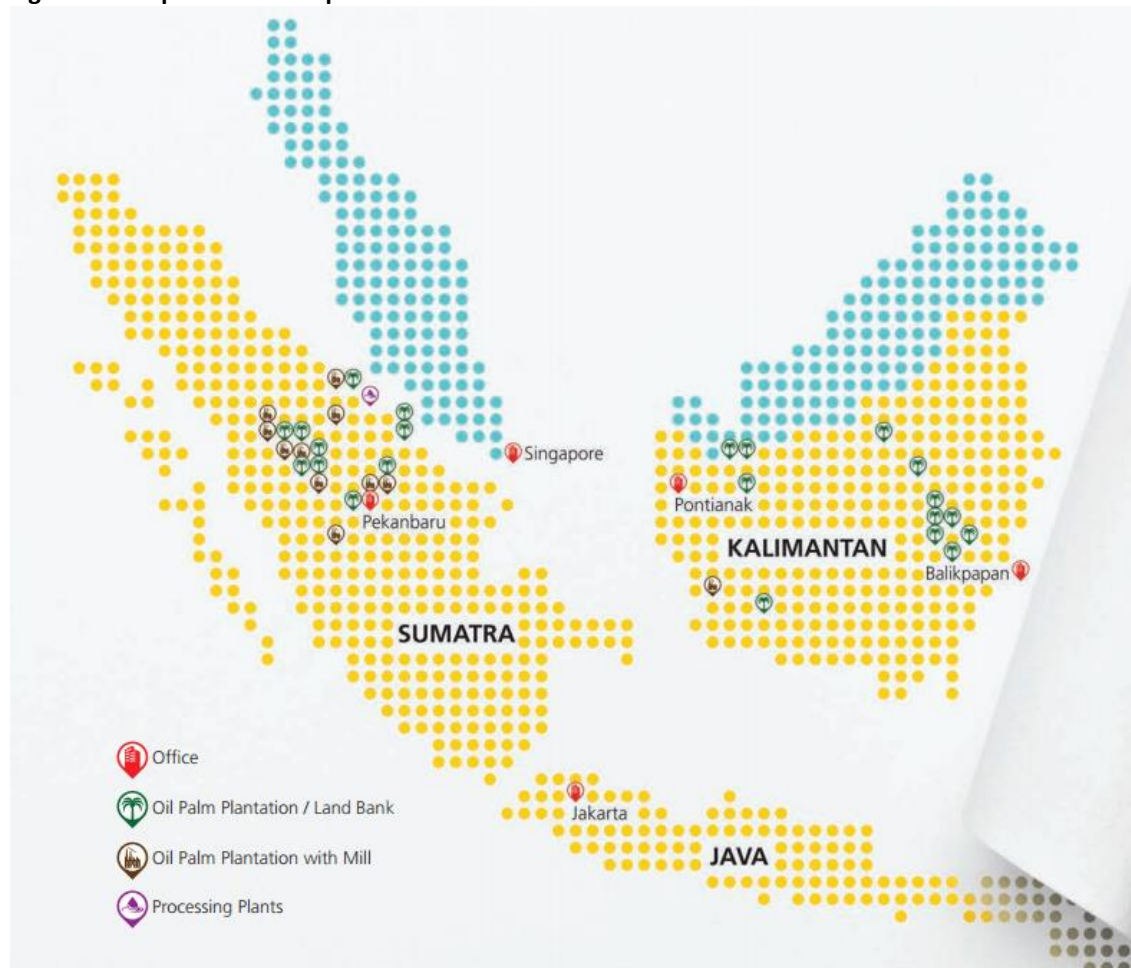 Singapore
Pontianak
Pekanbaru
KALIMANTAN
Balikpapan
SUMATRA
Office
Oil Palm Plantation / Land Bank
Jakarta
Oil Palm Plantation with Mill
JAVA
Processing Plants